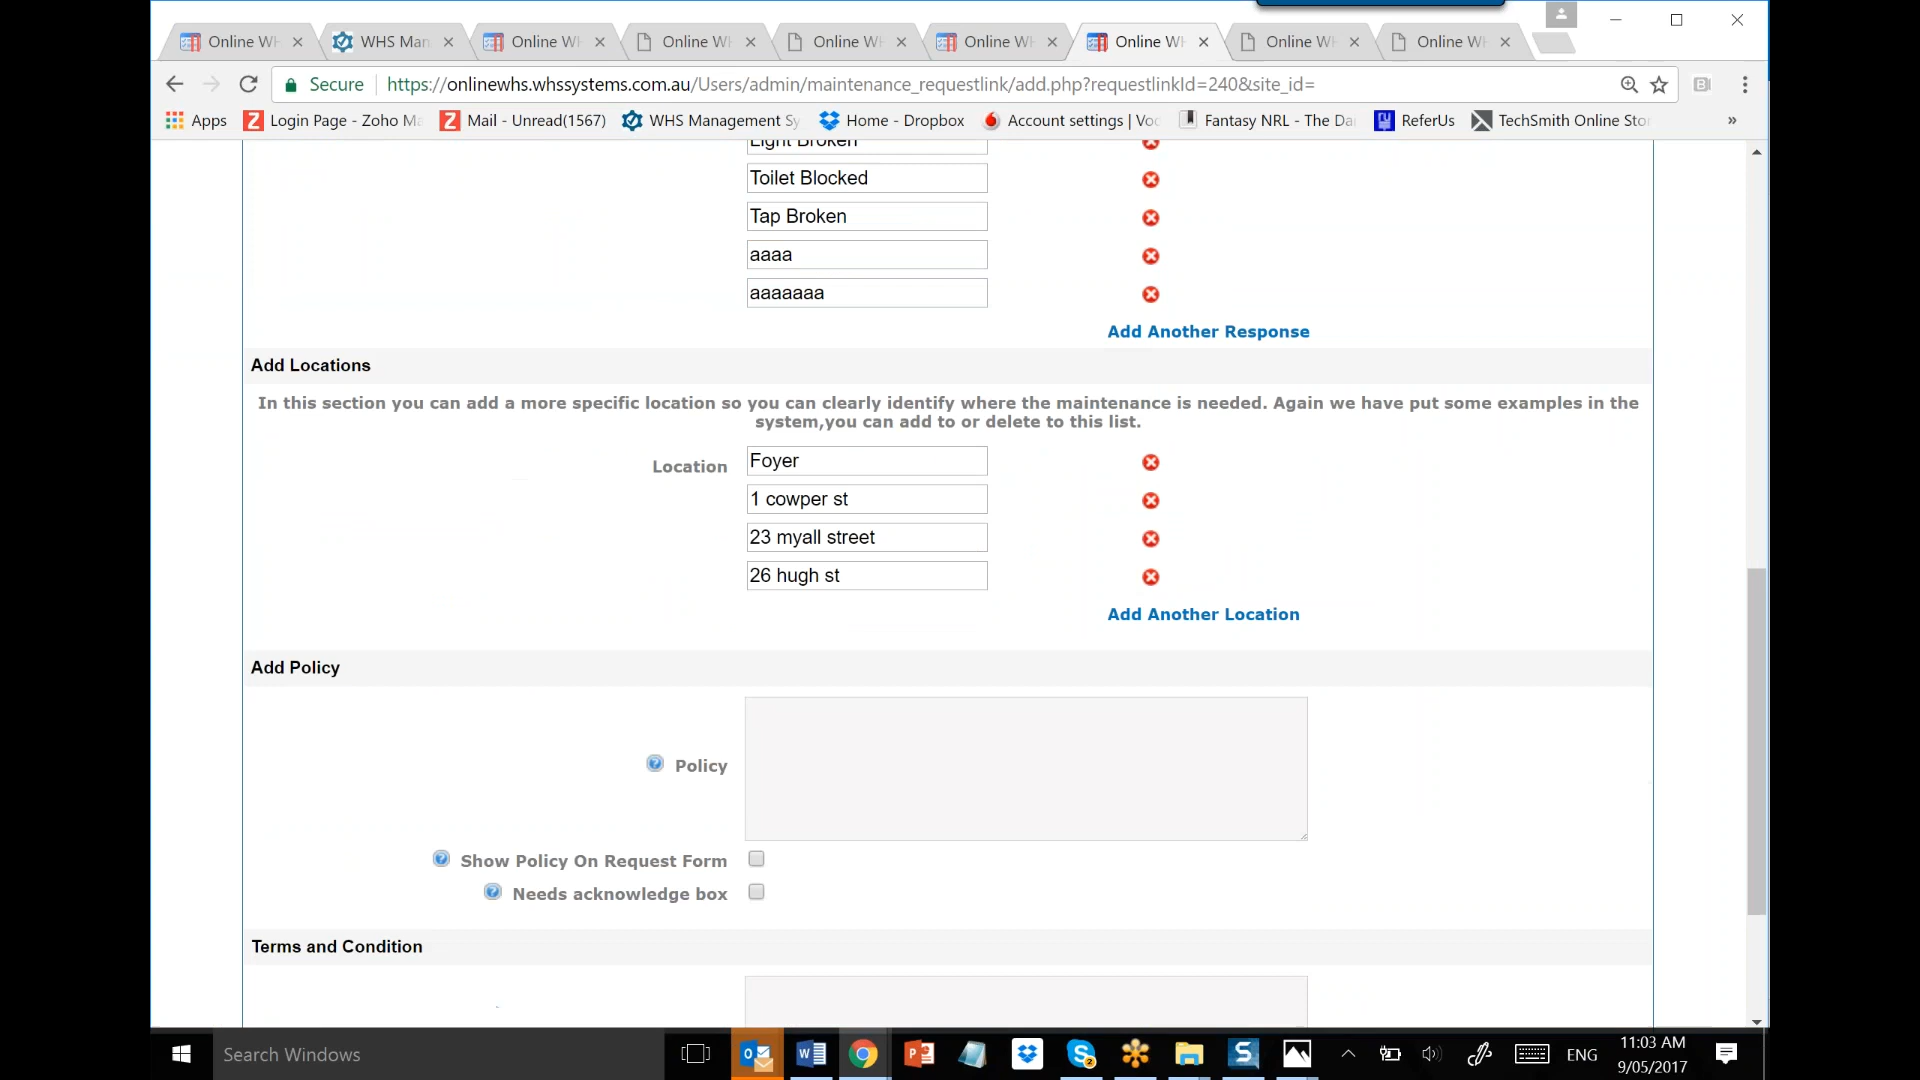 Online WH
WHS Man
Online WH
Online WH
Online WH
Online WH
Online WH
Online WH
Online WH
Secure
https://onlinewhs.whssystems.com.au/Users/admin/maintenance_requestlink/add.php?requestlinkId=240&site_id=
Apps
Login Page - Zoho Ma
Mail - Unread(1567)
WHS Management Sy
Home - Dropbox
Account settings | Vo
Fantasy NRL - The Da
ReferUs
TechSmith Online Sto
»
Light Broken
Toilet Blocked
Tap Broken
aaaa
aaaaaaa
Add Another Response
Add Locations
In this section you can add a more specific location so you can clearly identify where the maintenance is needed. Again we have put some examples in the
system,you can add to or delete to this list.
Location
Foyer
1 cowper st
23 myall street
26 hugh st
Add Another Location
Add Policy
Policy
Show Policy On Request Form
Needs acknowledge box
Terms and Condition
Search Windows
ENG
11:03 AM
9/05/2017